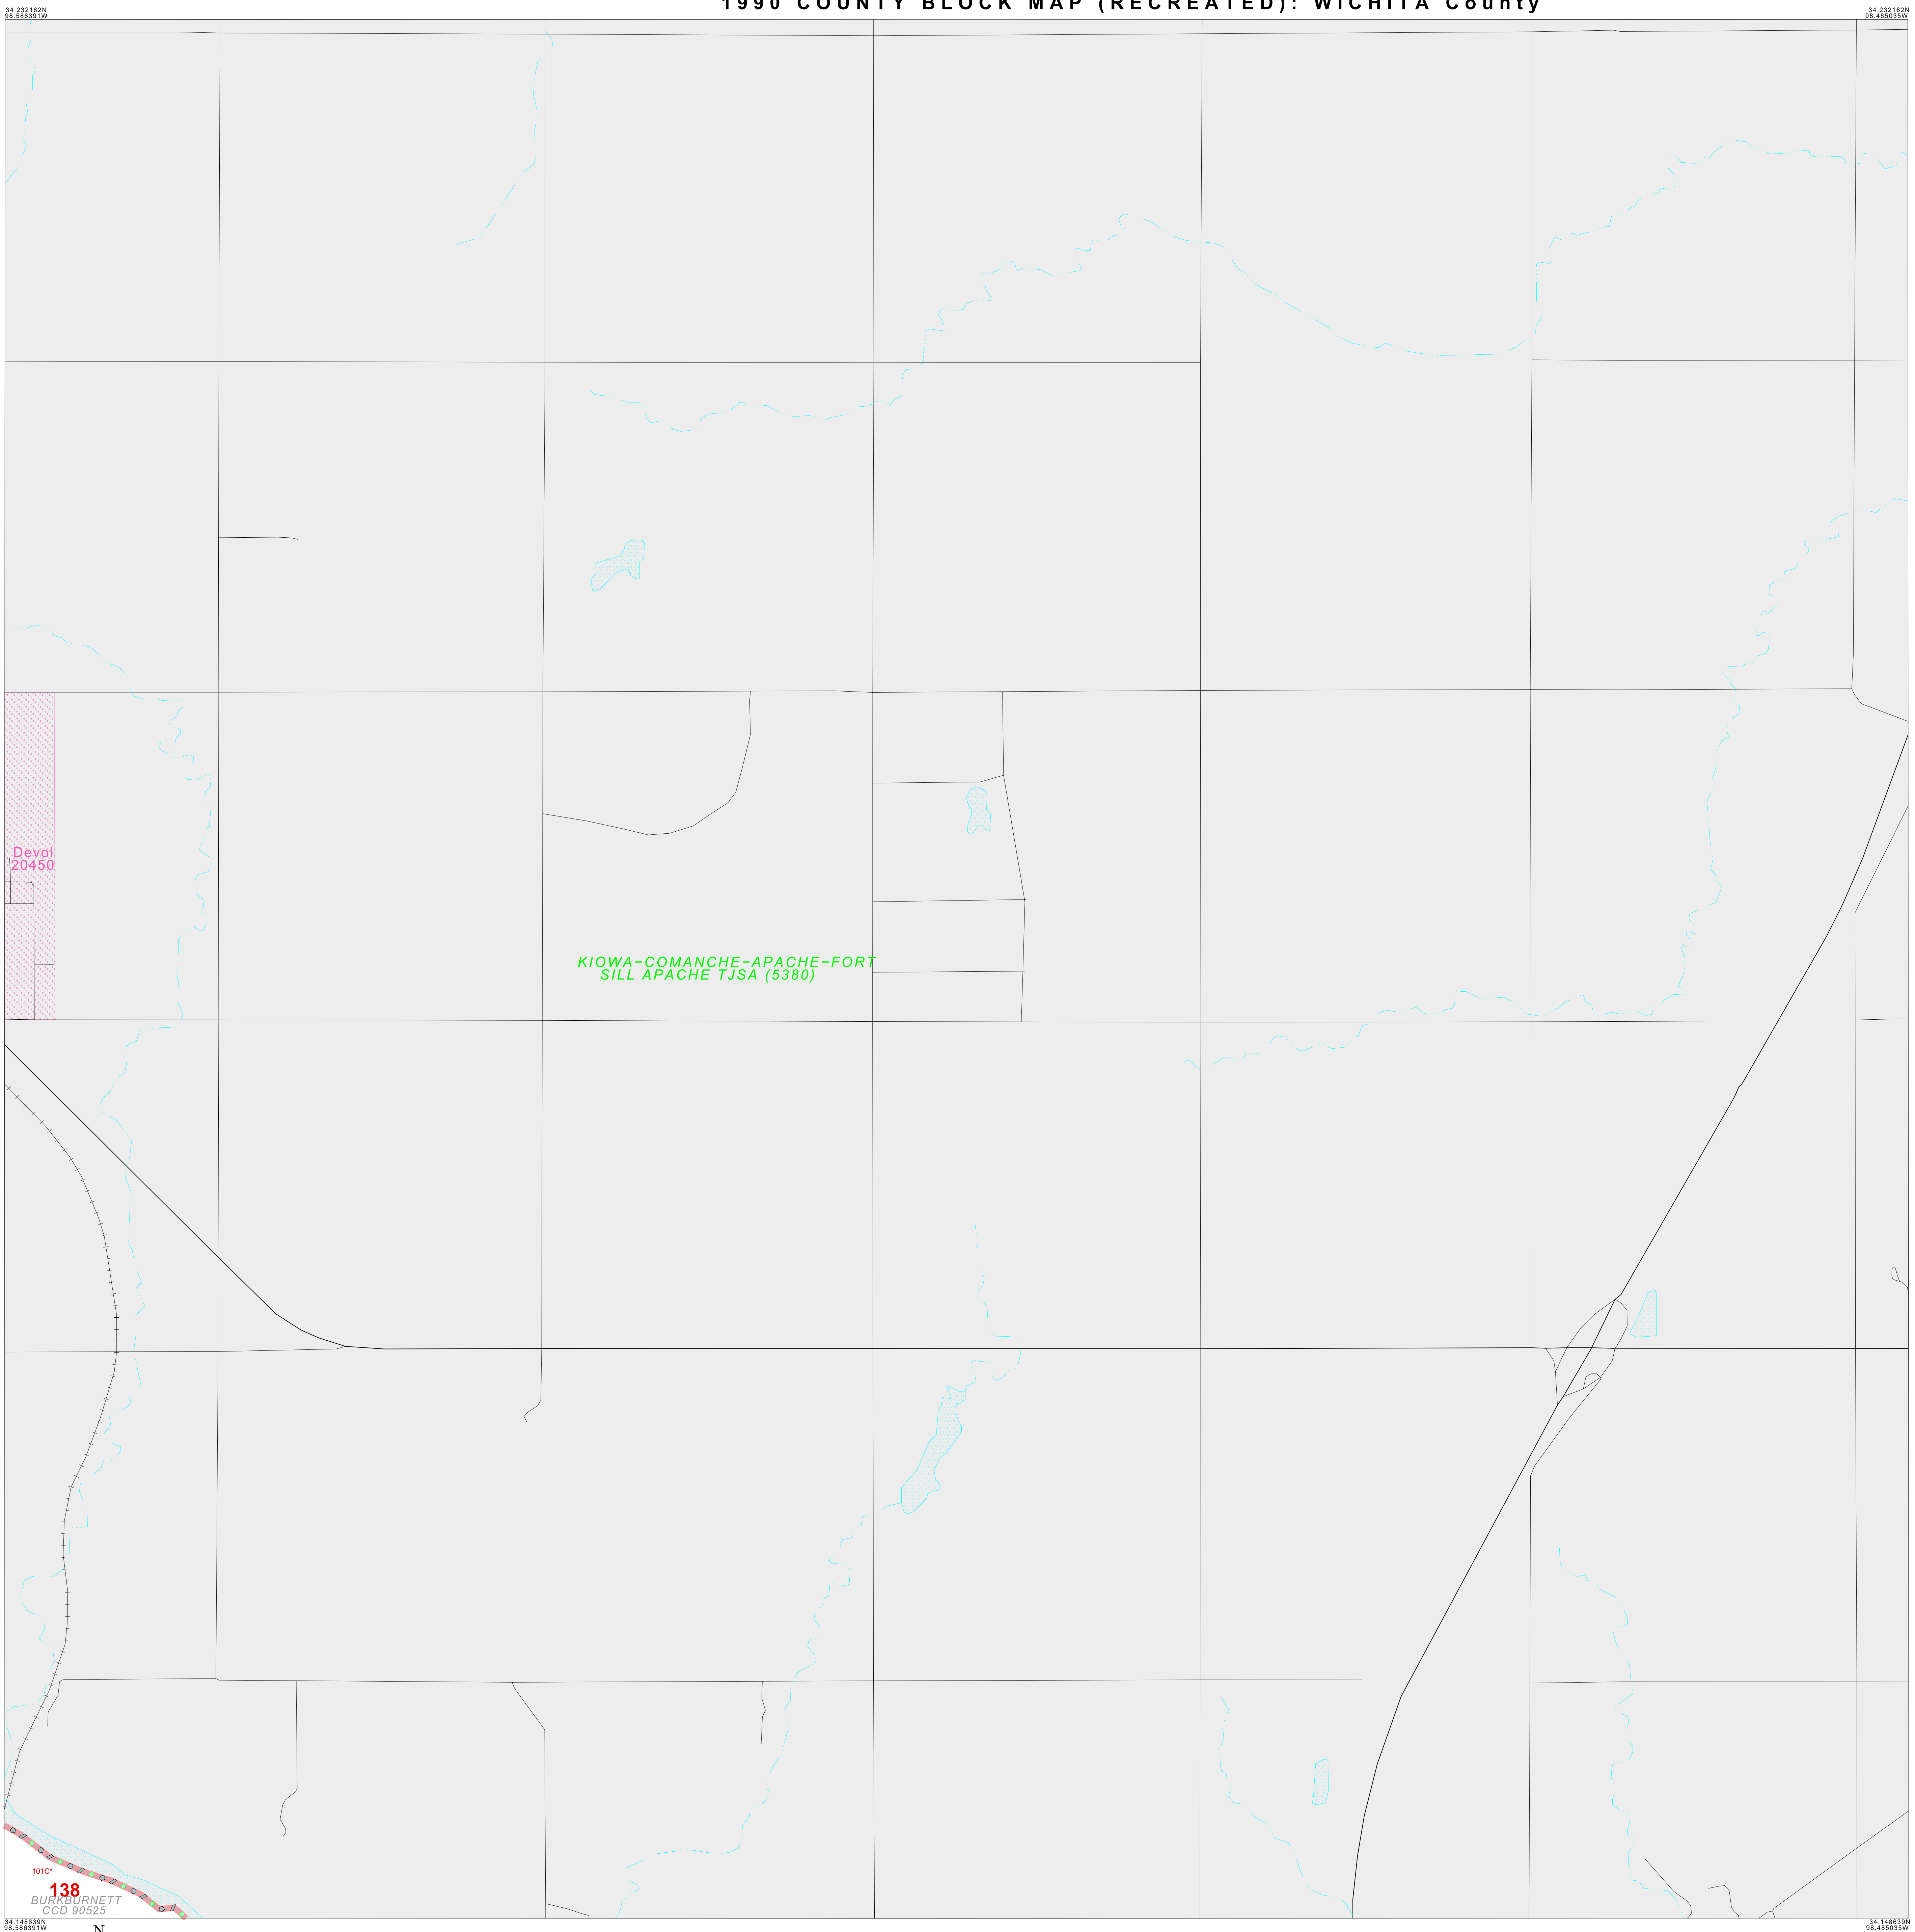 1990 COUNTY BLOCK MAP (RECREATED): WICHITA County
34.232162N
98.586391W
34.232162N
98.485035W
Devol
20450
KIOWA-COMANCHE-APACHE-FORT
SILL APACHE TJSA (5380)
101C*
138
BURKBURNETT
CCD 90525
34.148639N
98.586391W
N
34.148639N
98.485035W